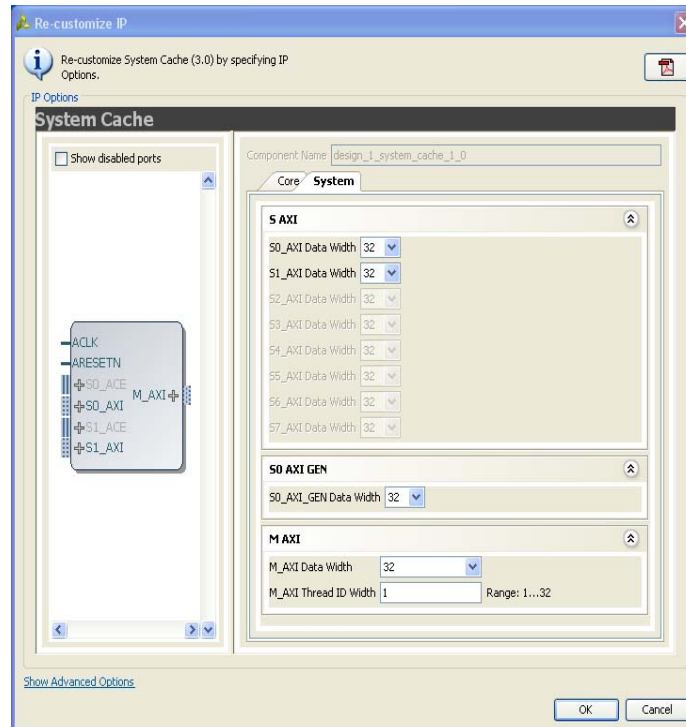 Re-customize IP
Re-customize System Cache (3.0) by specifying IP
Options.
IP Options
System Cache
Show disabled ports
ACLK
ARESETN
S0_ACE
M_AXI
S0_AXI
S1_ACE
S1_AXI
Component Name design_1_system_cache_1_0
Core System
S AXI
S0_AXI Data Width 32
S1_AXI Data Width 32
S2_AXI Data Width 32
S3_AXI Data Width 32
S4_AXI Data Width 32
S5_AXI Data Width 32
S6_AXI Data Width 32
S7_AXI Data Width 32
S0 AXI GEN
S0_AXI_GEN Data Width 32
M AXI
M_AXI Data Width 32
M_AXI Thread ID Width 1 Range: 1...32
Show Advanced Options
OK Cancel